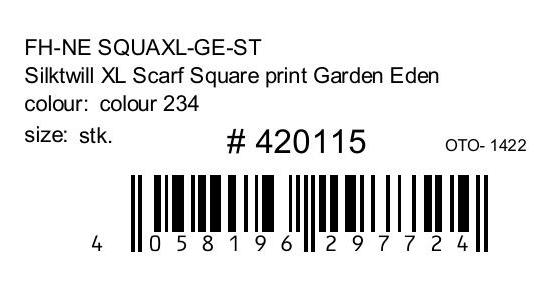 FH-NE SQUAXL-GE-ST
Silktwill XL Scarf Square print Garden Eden
colour: colour 234
size: stk.
# 420115
OTO- 1422
4 058196 297724